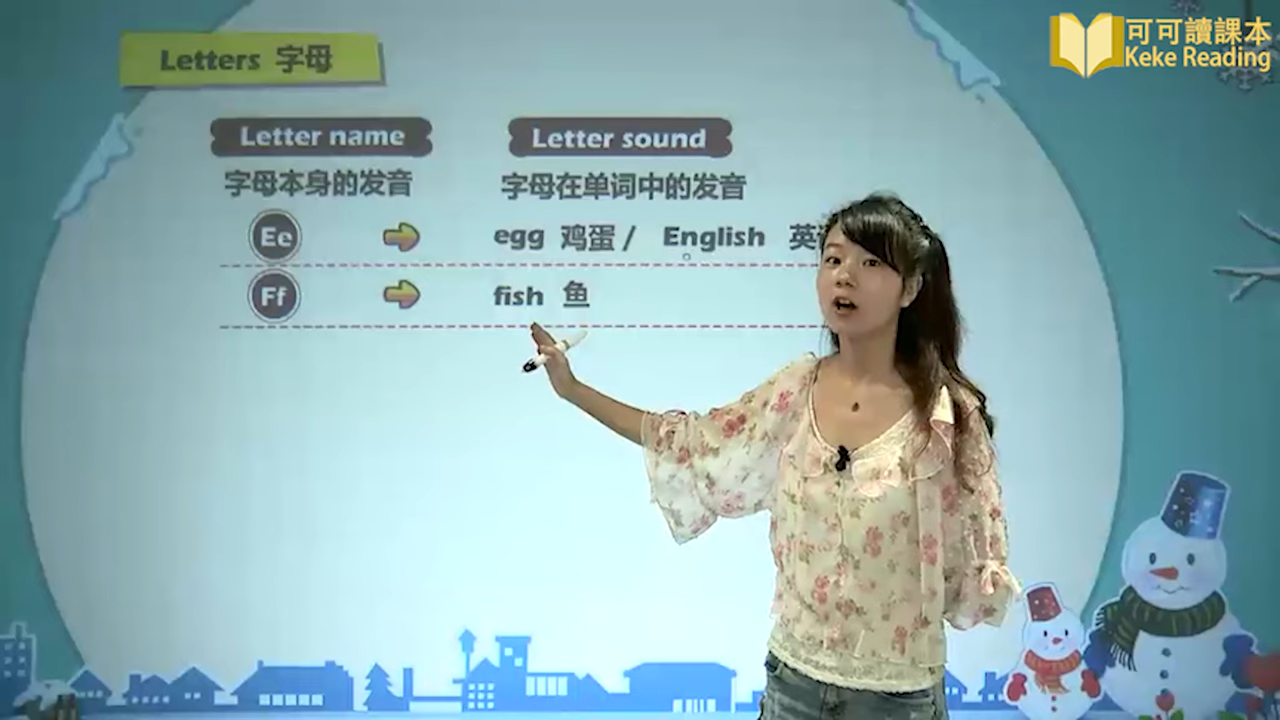 可可讀課本
Keke Reading
Letters 字母
Letter name Letter sound
字母本身的发音 字母在单词中的发音
Ee egg 鸡蛋 / English 英
Ff fish 鱼